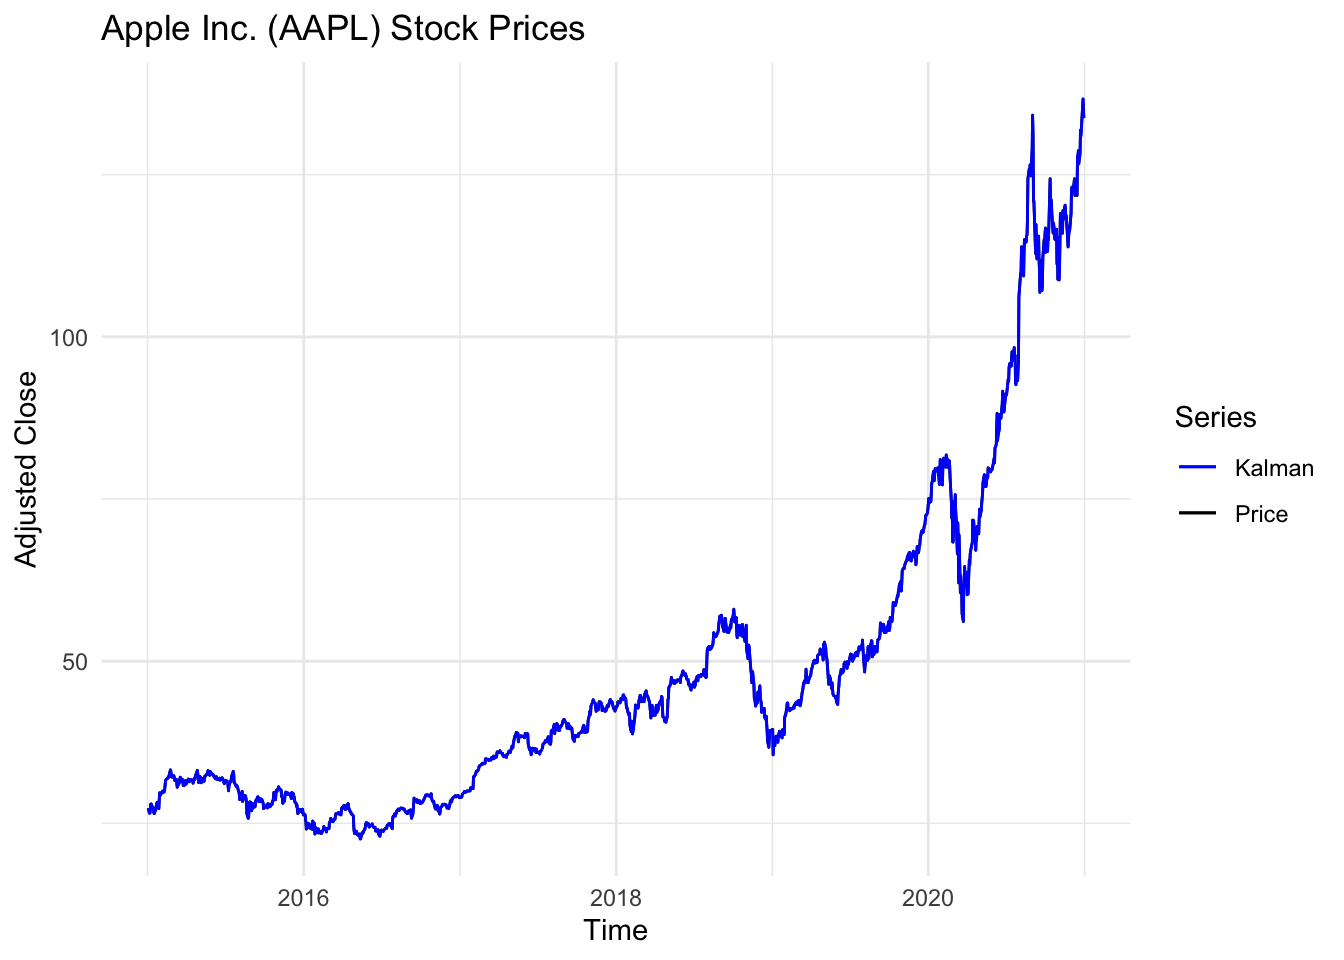 Apple Inc. (AAPL) Stock Prices
100
50
Adjusted Close
2016
2018
2020
Time
Series
Kalman
Price